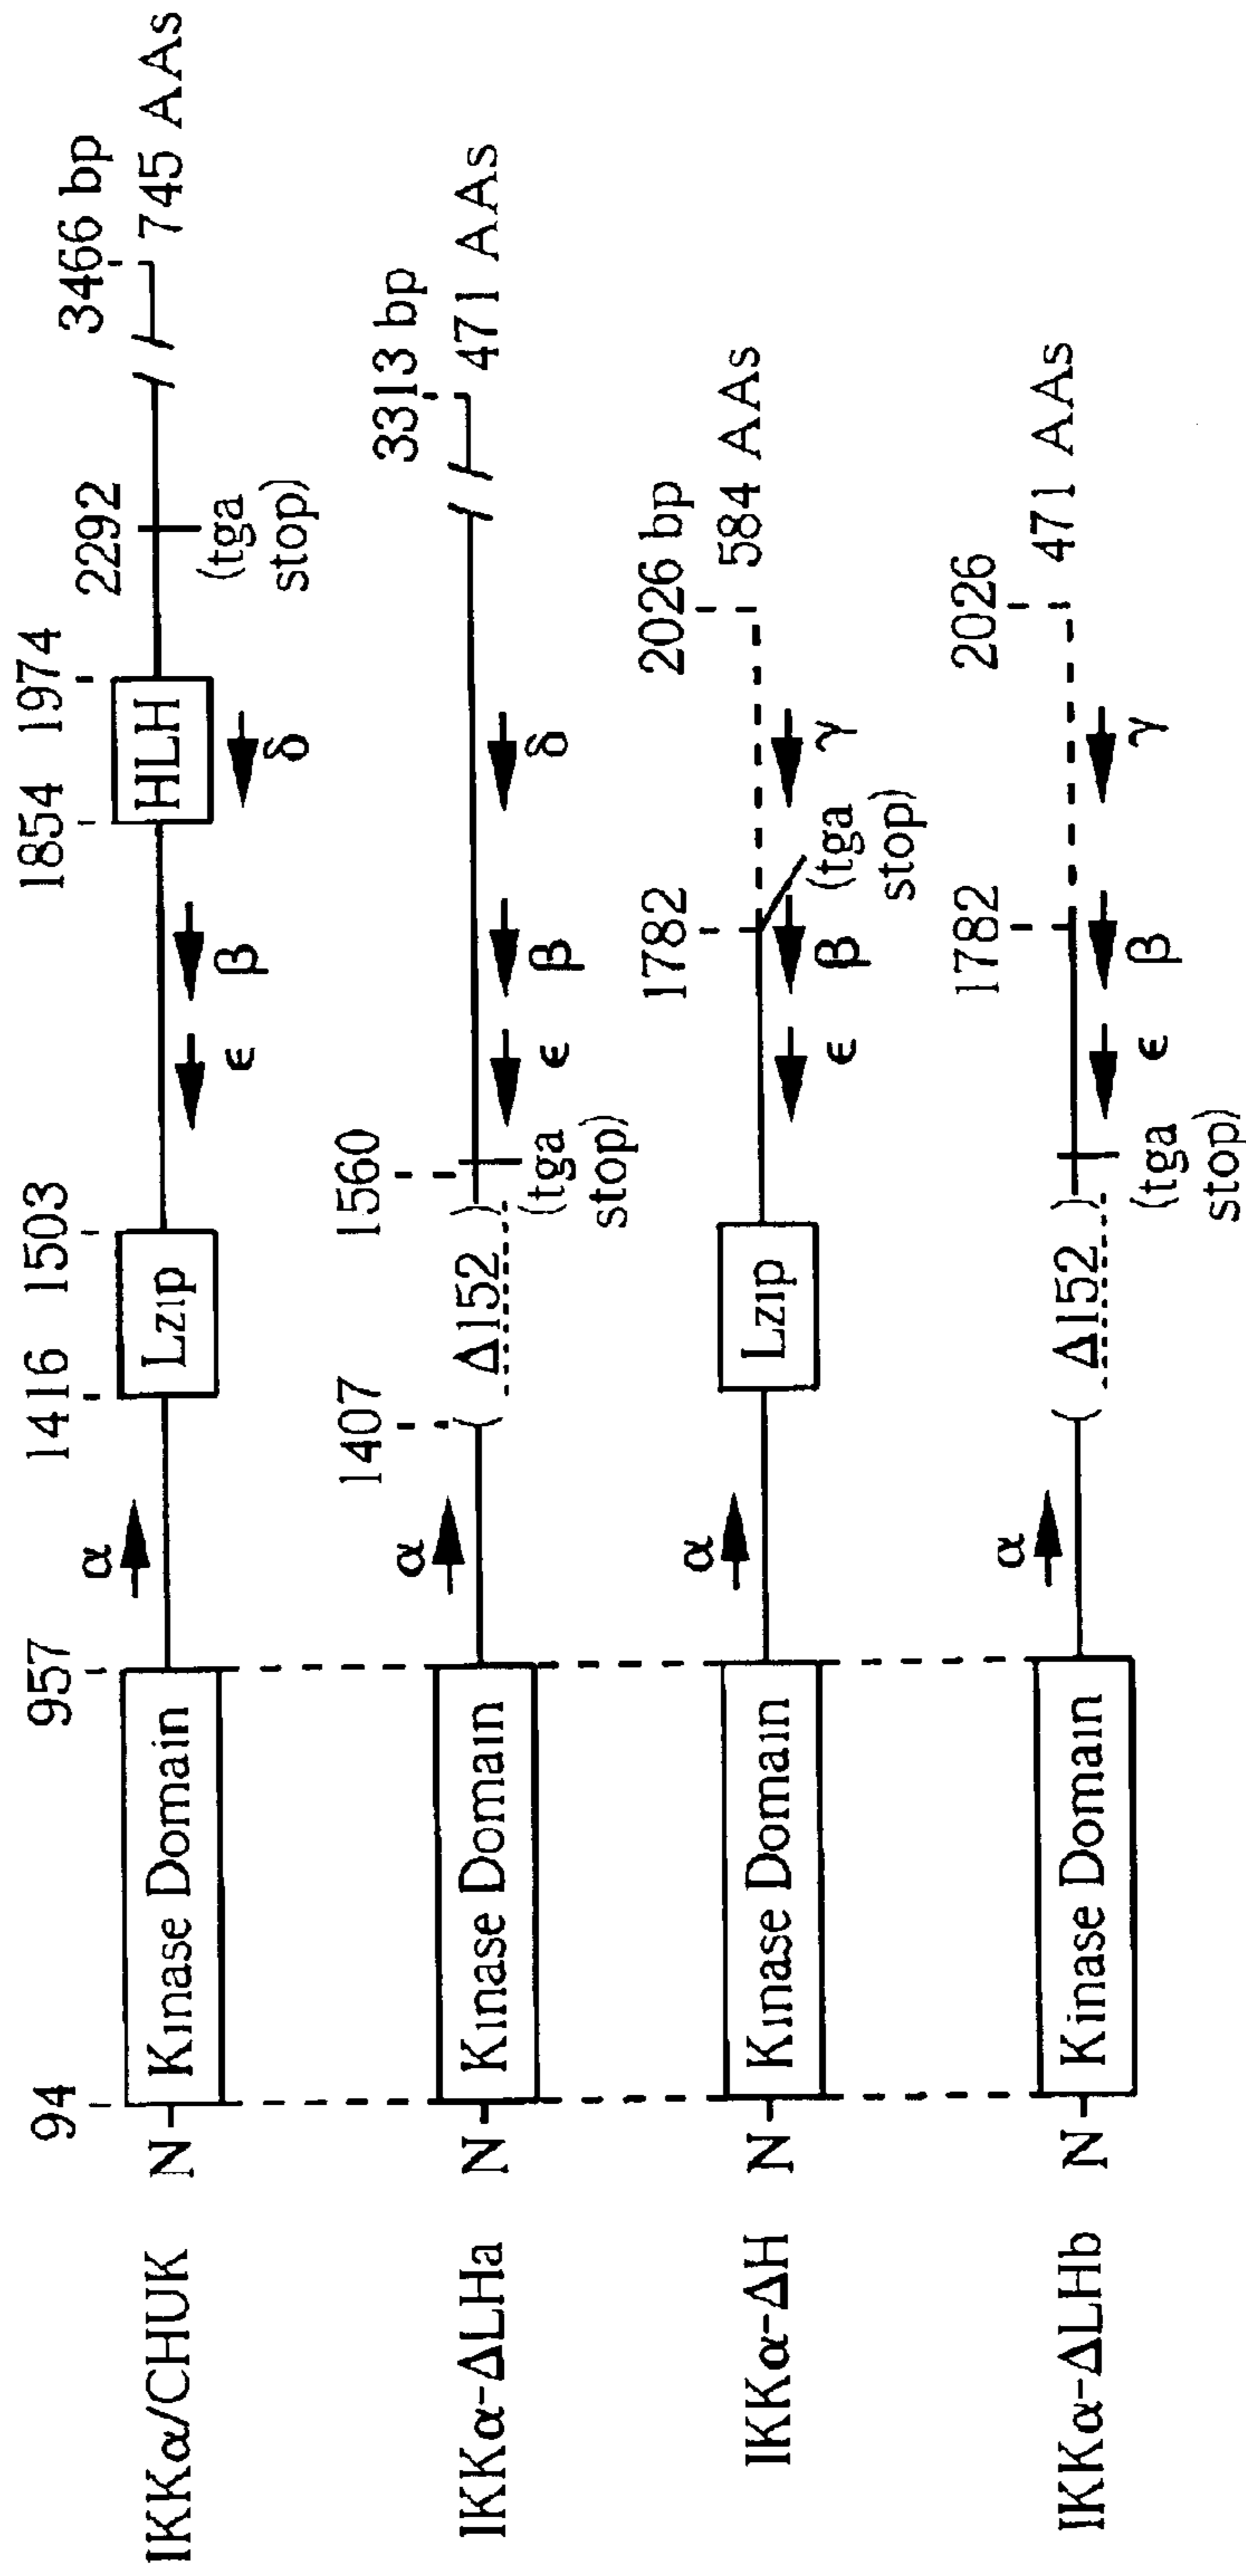 94 957 1416 1503 1854 1974 2292 3466 bp
IKKα/CHUK N Kinase Domain α Lzip ϵ β HLH δ (tga stop) 745 AAs
1407 1560 3313 bp
IKKα-ΔLHa N Kinase Domain α (Δ152) (tga stop) ϵ β δ 471 AAs
1782 2026 bp
IKKα-ΔH N Kinase Domain α Lzip ϵ β (tga stop) γ 584 AAs
1782 2026
IKKα-ΔLHb N Kinase Domain α (Δ152) (tga stop) ϵ β γ 471 AAs